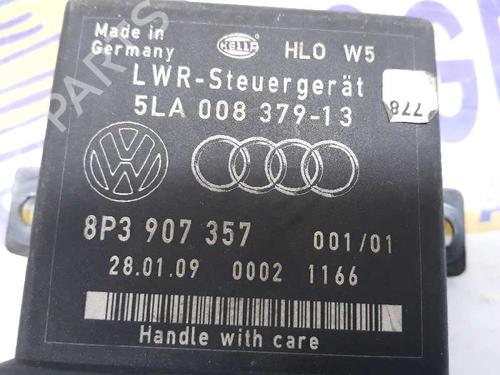 Made in
Germany
HELLA
HLO W5
LWR-Steuergerät
5LA 008 379-13
778
8P3 907 357
001/01
28.01.09 0002 1166
Handle with care